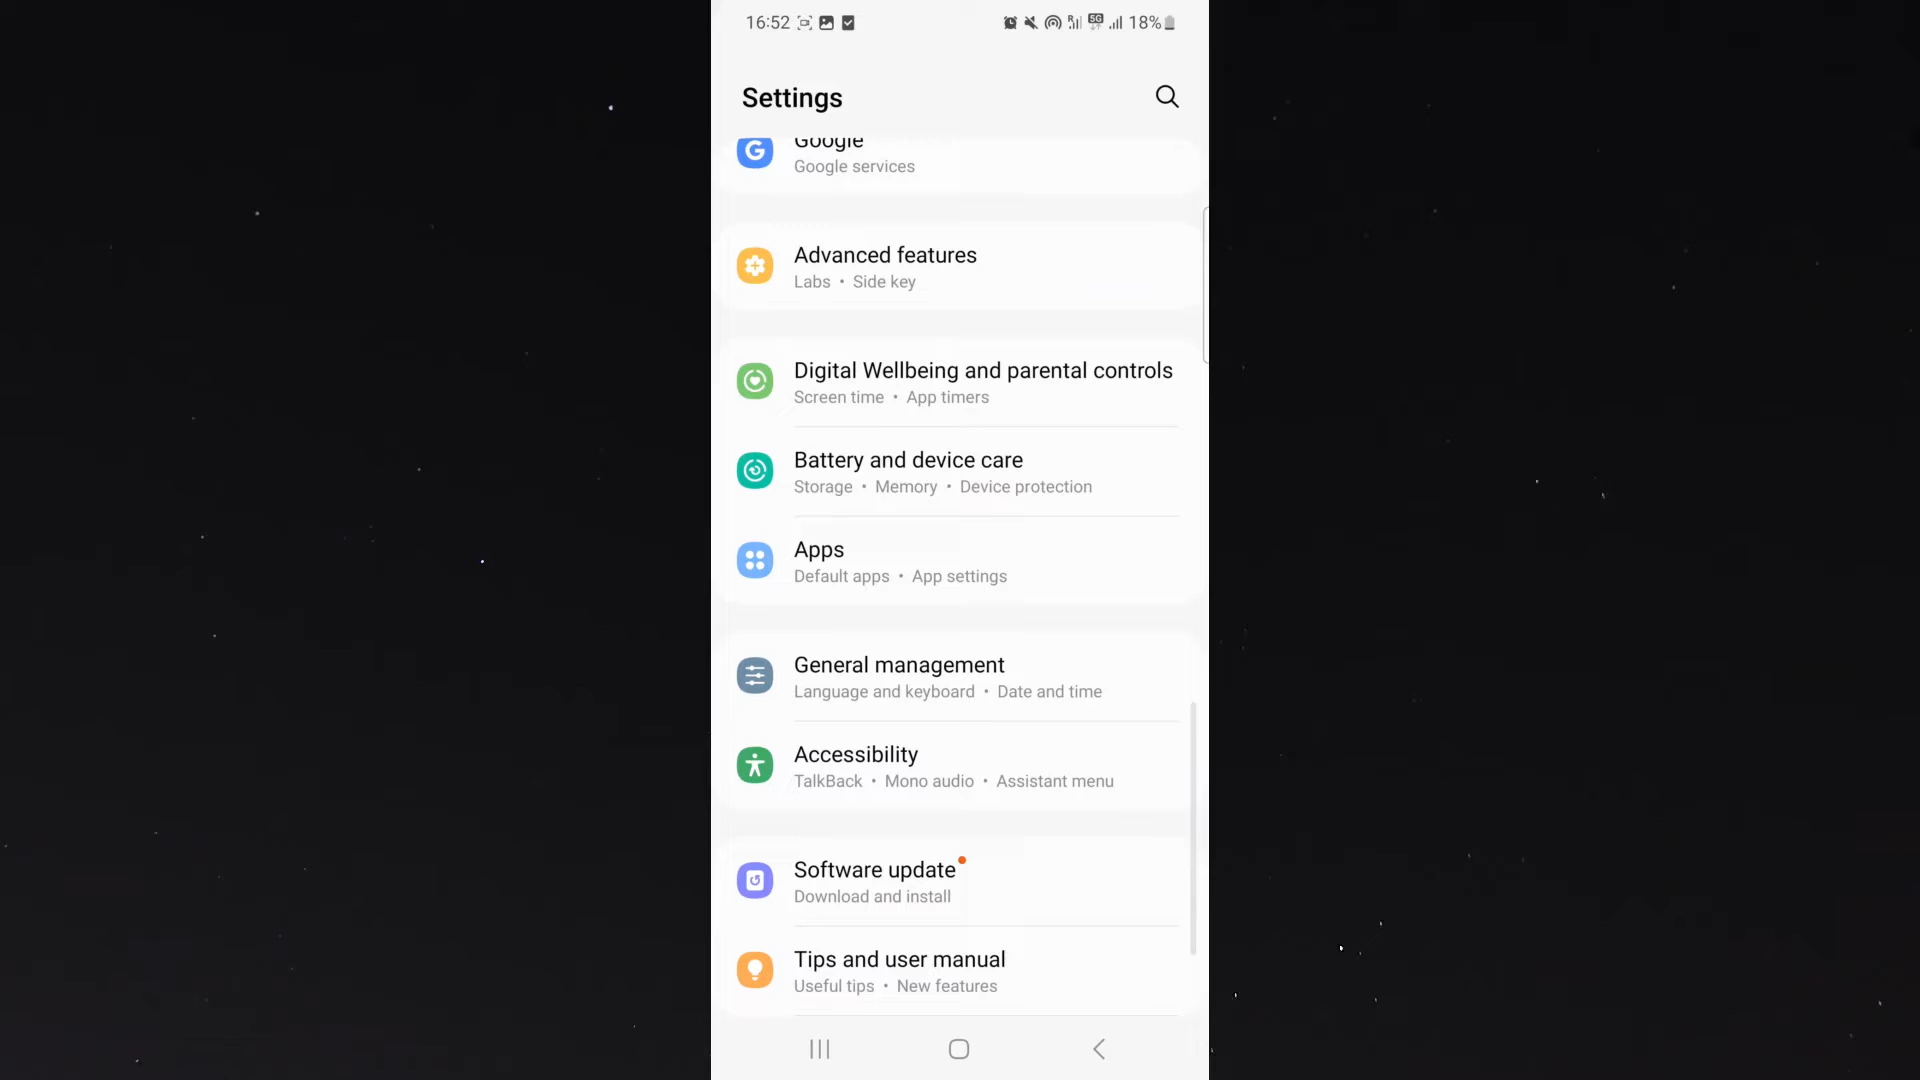 16:52 5G 18%
Settings
Google
Google services
Advanced features
Labs • Side key
Digital Wellbeing and parental controls
Screen time • App timers
Battery and device care
Storage • Memory • Device protection
Apps
Default apps • App settings
General management
Language and keyboard • Date and time
Accessibility
TalkBack • Mono audio • Assistant menu
Software update
Download and install
Tips and user manual
Useful tips • New features